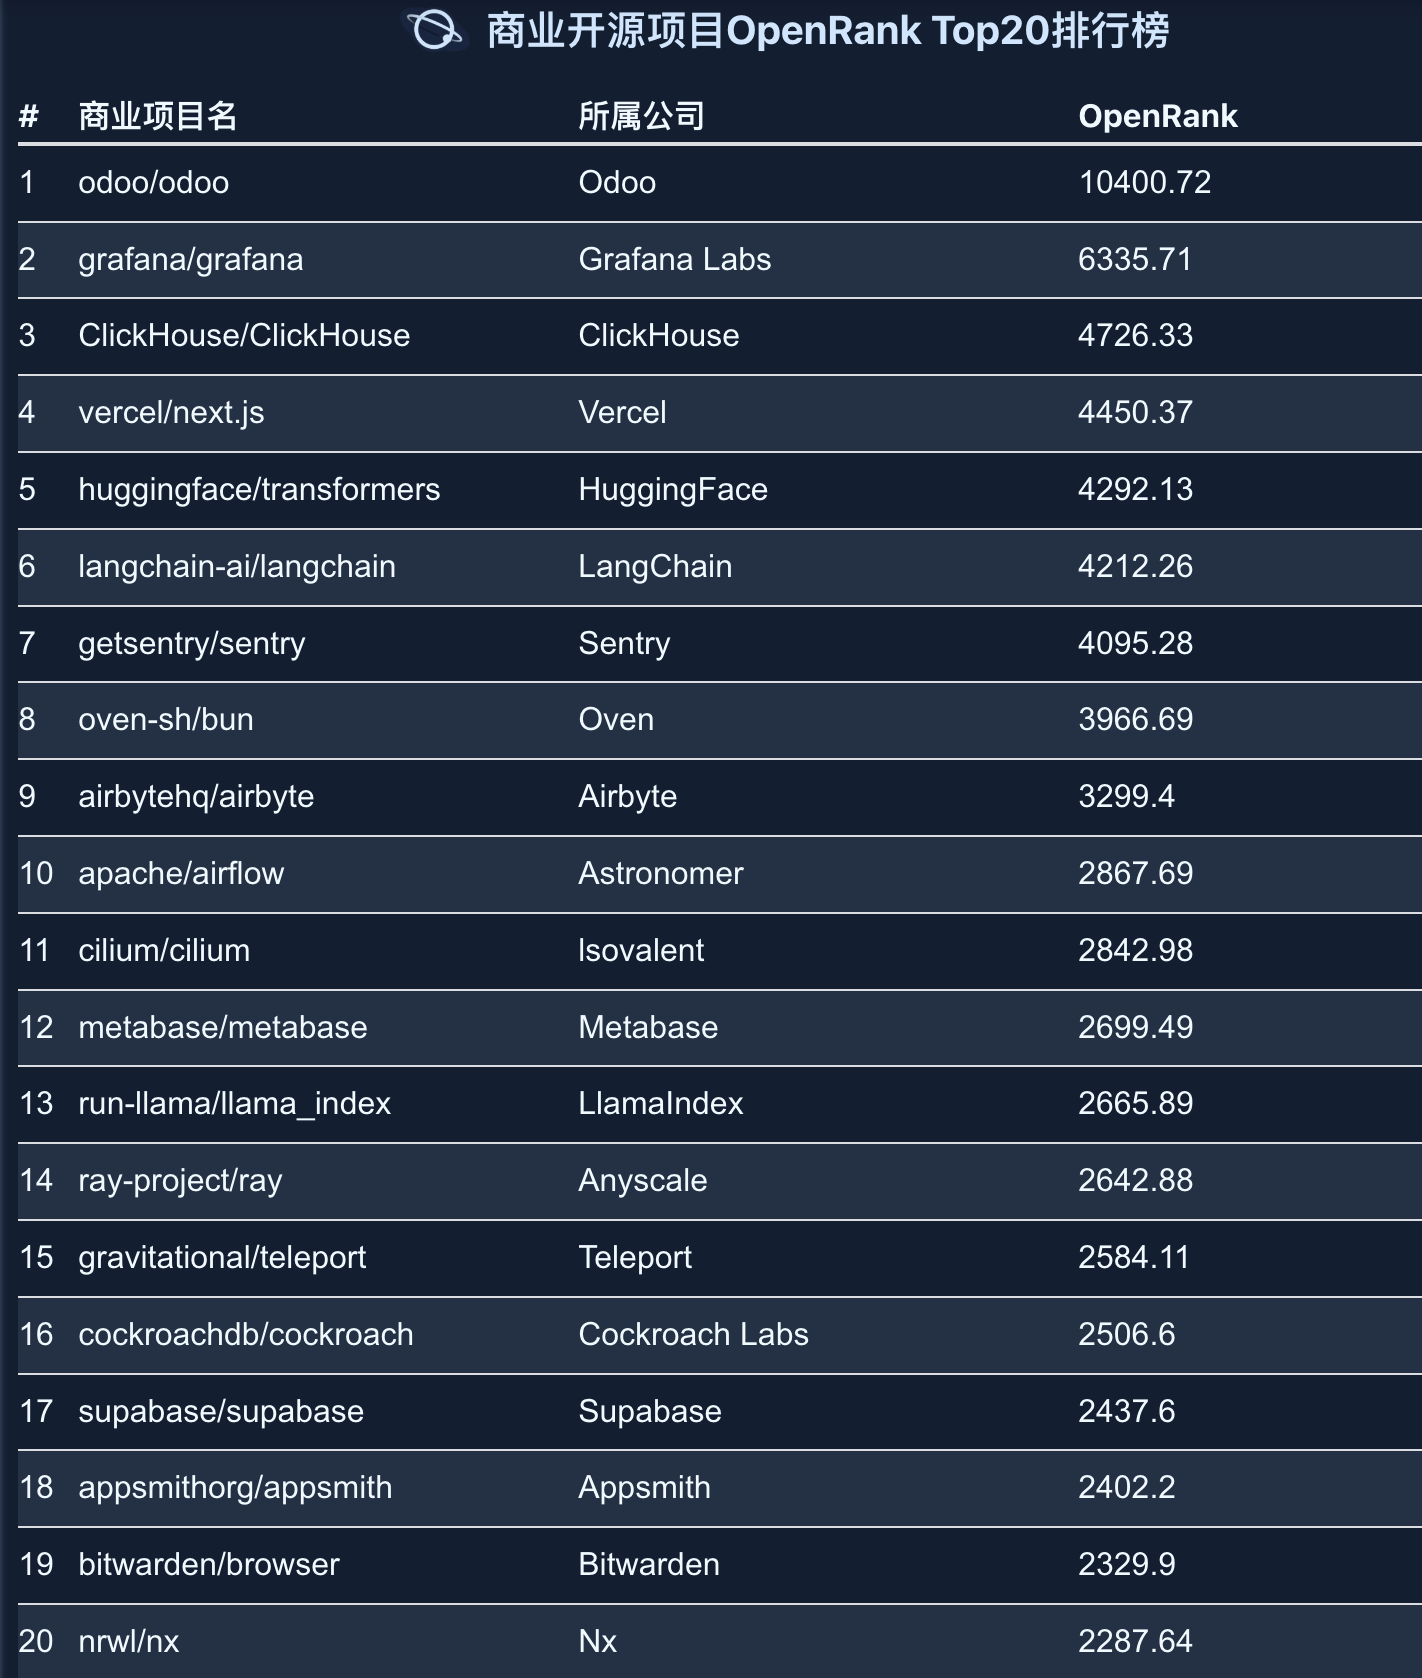 商业开源项目OpenRank Top20排行榜
# 商业项目名 所属公司 OpenRank
1 odoo/odoo Odoo 10400.72
2 grafana/grafana Grafana Labs 6335.71
3 ClickHouse/ClickHouse ClickHouse 4726.33
4 vercel/next.js Vercel 4450.37
5 huggingface/transformers HuggingFace 4292.13
6 langchain-ai/langchain LangChain 4212.26
7 getsentry/sentry Sentry 4095.28
8 oven-sh/bun Oven 3966.69
9 airbytehq/airbyte Airbyte 3299.4
10 apache/airflow Astronomer 2867.69
11 cilium/cilium Isovalent 2842.98
12 metabase/metabase Metabase 2699.49
13 run-llama/llama_index LlamaIndex 2665.89
14 ray-project/ray Anyscale 2642.88
15 gravitational/teleport Teleport 2584.11
16 cockroachdb/cockroach Cockroach Labs 2506.6
17 supabase/supabase Supabase 2437.6
18 appsmithorg/appsmith Appsmith 2402.2
19 bitwarden/browser Bitwarden 2329.9
20 nrwl/nx Nx 2287.64